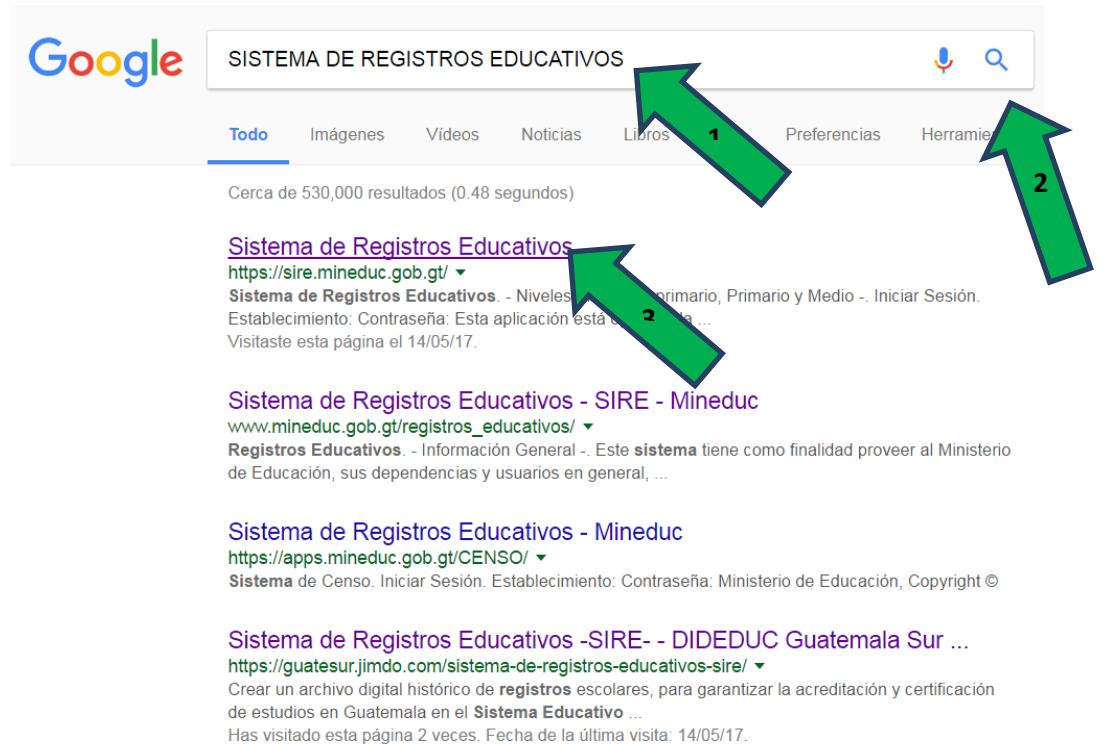 Google
SISTEMA DE REGISTROS EDUCATIVOS
Todo Imágenes Vídeos Noticias Libros Preferencias Herramien
1
2
Cerca de 530,000 resultados (0.48 segundos)
Sistema de Registros Educativos
https://sire.mineduc.gob.gt/
Sistema de Registros Educativos. - Niveles primario, Primario y Medio -. Iniciar Sesión.
Establecimiento: Contraseña: Esta aplicación está ...
3
Visitaste esta página el 14/05/17.
Sistema de Registros Educativos - SIRE - Mineduc
www.mineduc.gob.gt/registros_educativos/
Registros Educativos. - Información General -. Este sistema tiene como finalidad proveer al Ministerio
de Educación, sus dependencias y usuarios en general, ...
Sistema de Registros Educativos - Mineduc
https://apps.mineduc.gob.gt/CENSO/
Sistema de Censo. Iniciar Sesión. Establecimiento: Contraseña: Ministerio de Educación, Copyright ©
Sistema de Registros Educativos -SIRE- - DIDEDUC Guatemala Sur ...
https://guatesur.jimdo.com/sistema-de-registros-educativos-sire/
Crear un archivo digital histórico de registros escolares, para garantizar la acreditación y certificación
de estudios en Guatemala en el Sistema Educativo ...
Has visitado esta página 2 veces. Fecha de la última visita: 14/05/17.